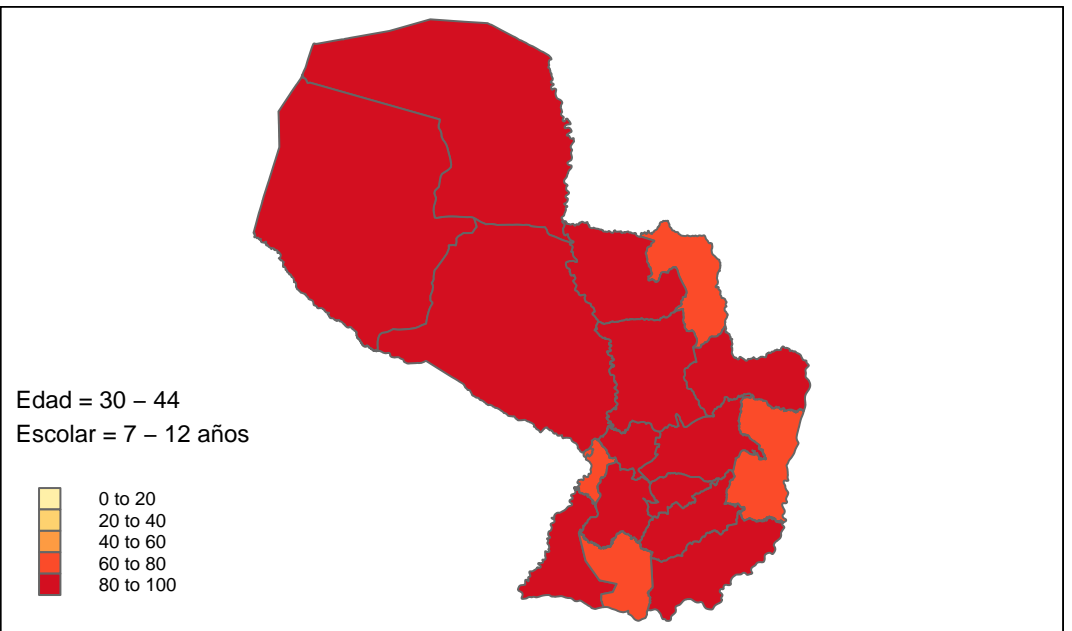 Edad = 30 − 44
Escolar = 7 − 12 años
0 to 20
20 to 40
40 to 60
60 to 80
80 to 100